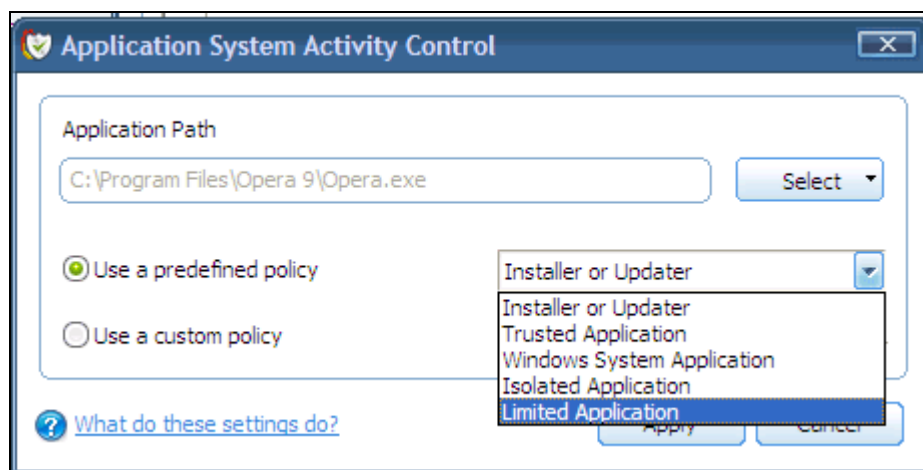 Application System Activity Control
Application Path
C:\Program Files\Opera 9\Opera.exe
Select
Use a predefined policy
Installer or Updater
Installer or Updater
Trusted Application
Use a custom policy
Windows System Application
Isolated Application
Limited Application
What do these settings do?
Apply
Cancel